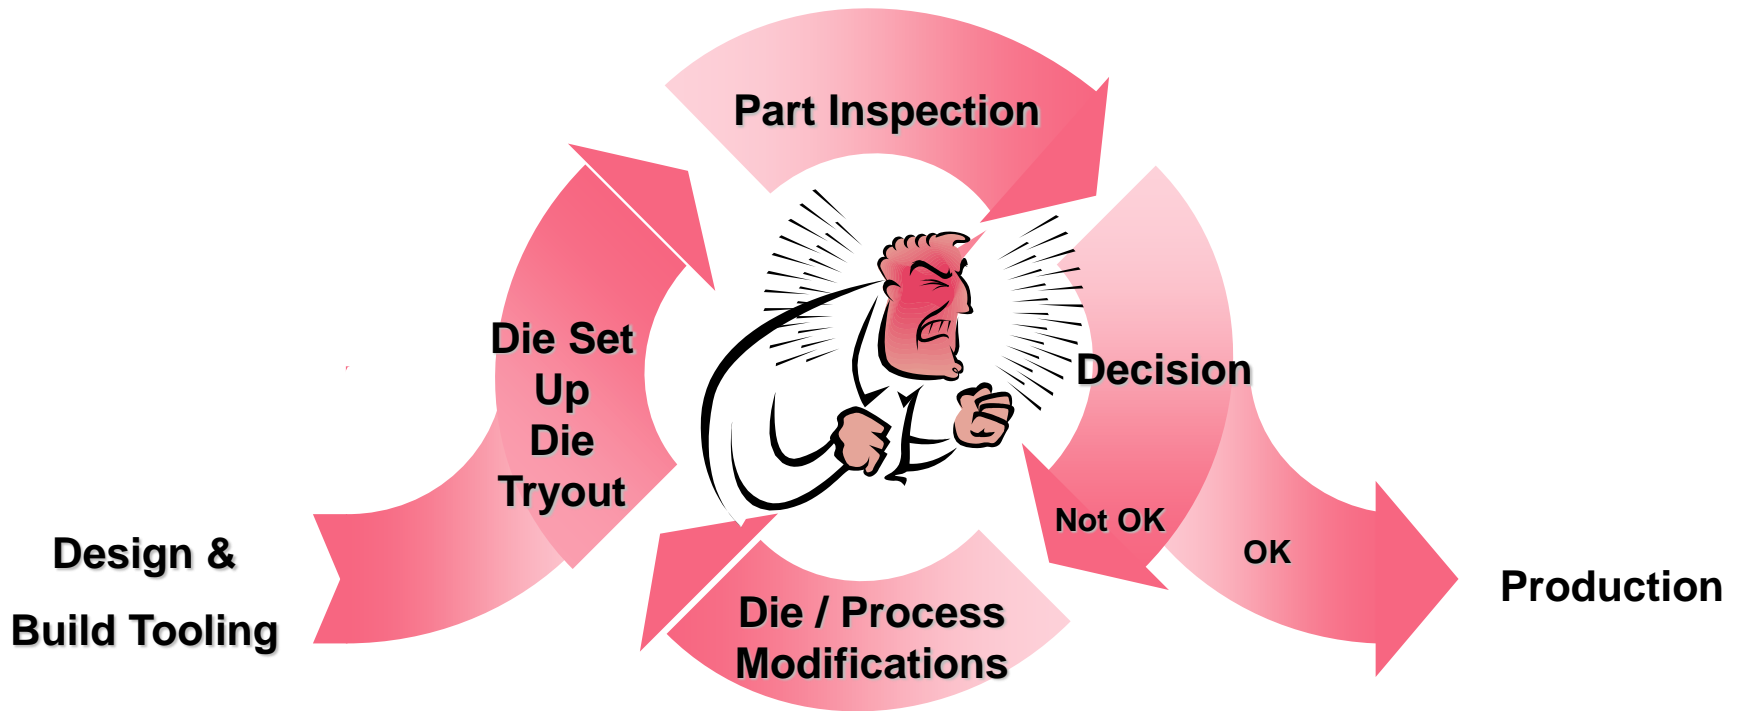 Part Inspection
Die Set
Up
Die
Tryout
Decision
Not OK
OK
Design &
Build Tooling
Die / Process
Modifications
Production